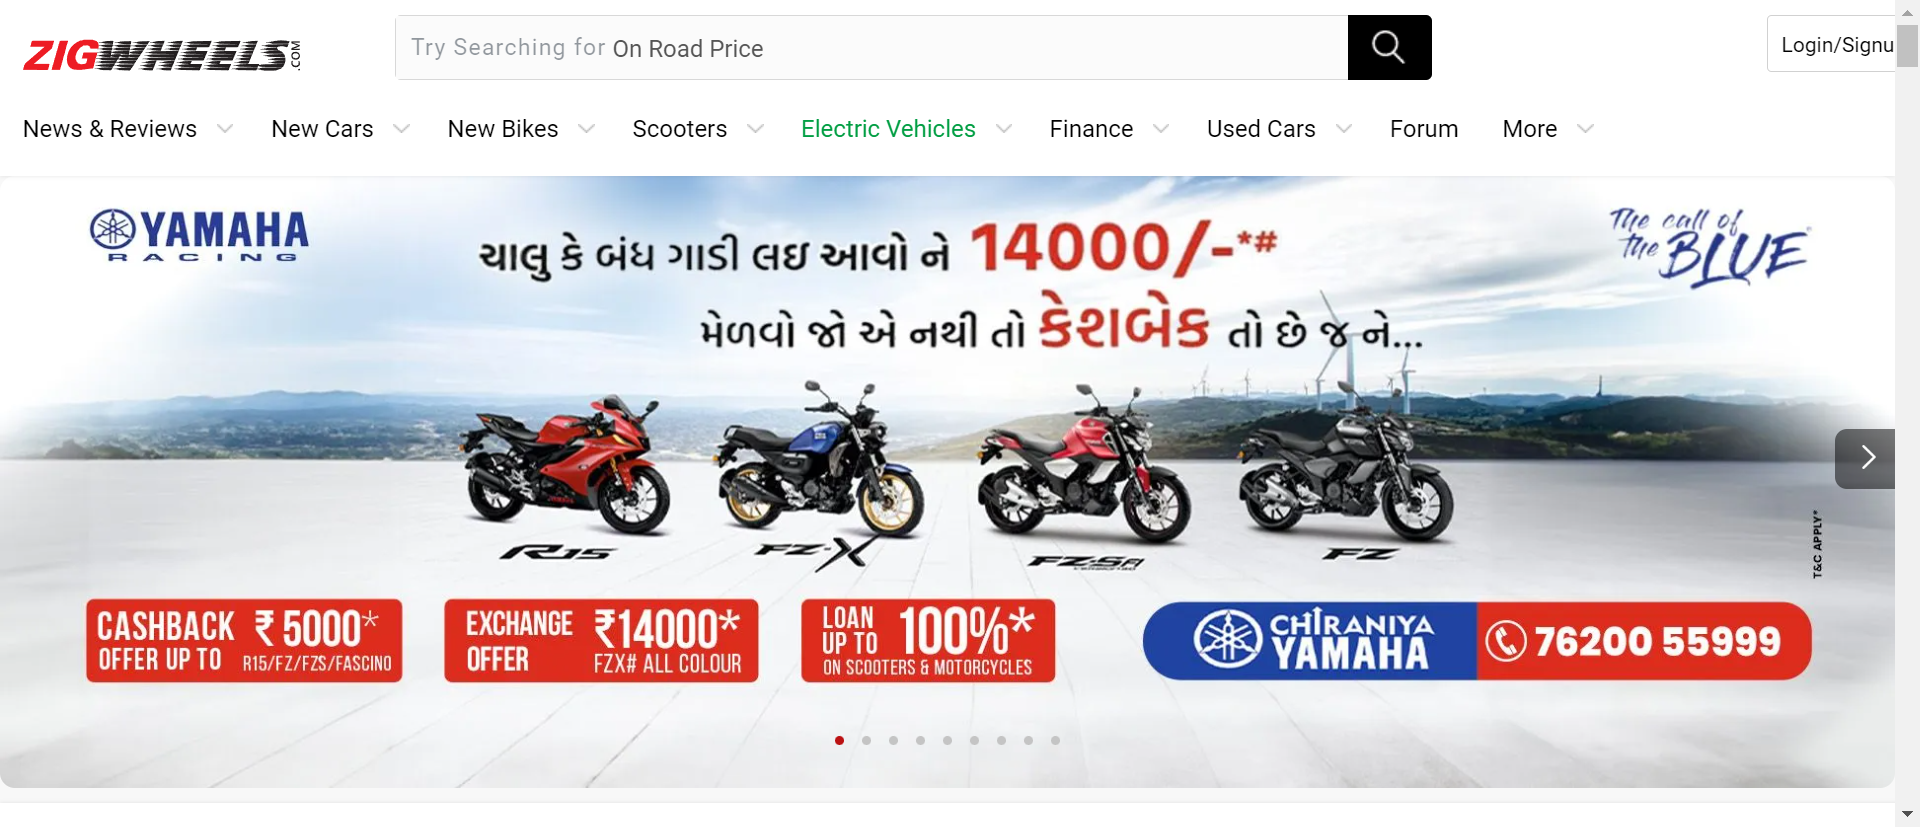 ZIGWHEELS.COM
Try Searching for On Road Price
Login/Signu
News & Reviews New Cars New Bikes Scooters Electric Vehicles Finance Used Cars Forum More
YAMAHA
RACING
ચાલુ કે બંધ ગાડી લઇ આવો ને 14000/-*#
મેળવો જો એ નથી તો કેશબેક તો છે જ ને...
The call of
the BLUE
R15 FZ-X FZ-S FI FZ
T&C APPLY*
CASHBACK
OFFER UP TO
₹ 5000*
R15/FZ/FZS/FASCINO
EXCHANGE
OFFER
₹14000*
FZX# ALL COLOUR
LOAN
UP TO
100%*
ON SCOOTERS & MOTORCYCLES
CHIRANIYA
YAMAHA
76200 55999